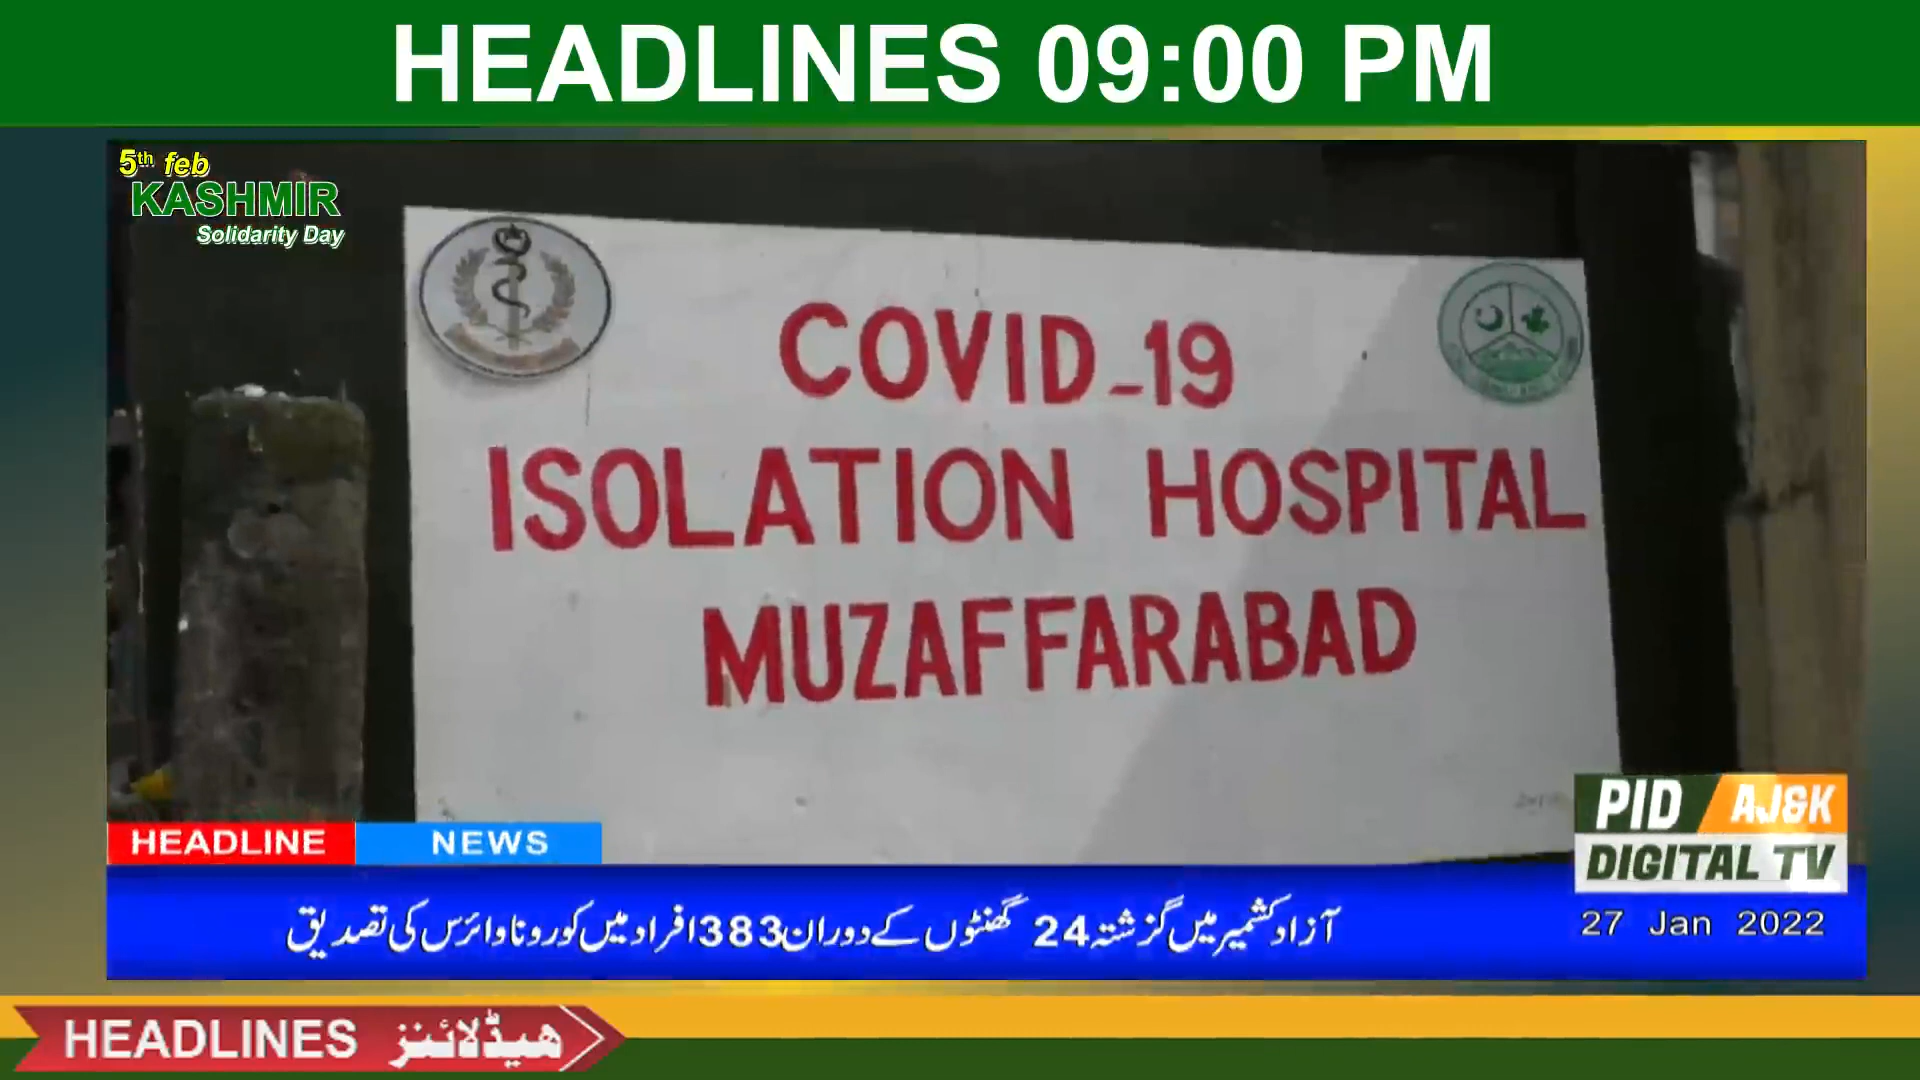 HEADLINES 09:00 PM
5th feb
KASHMIR
Solidarity Day
COVID-19
ISOLATION HOSPITAL
MUZAFFARABAD
PID AJ&K
DIGITAL TV
HEADLINE NEWS
آزاد کشمیر میں گزشتہ 24 گھنٹوں کے دوران 383 افراد میں کورونا وائرس کی تصدیق
27 Jan 2022
HEADLINES ہیڈلائنز